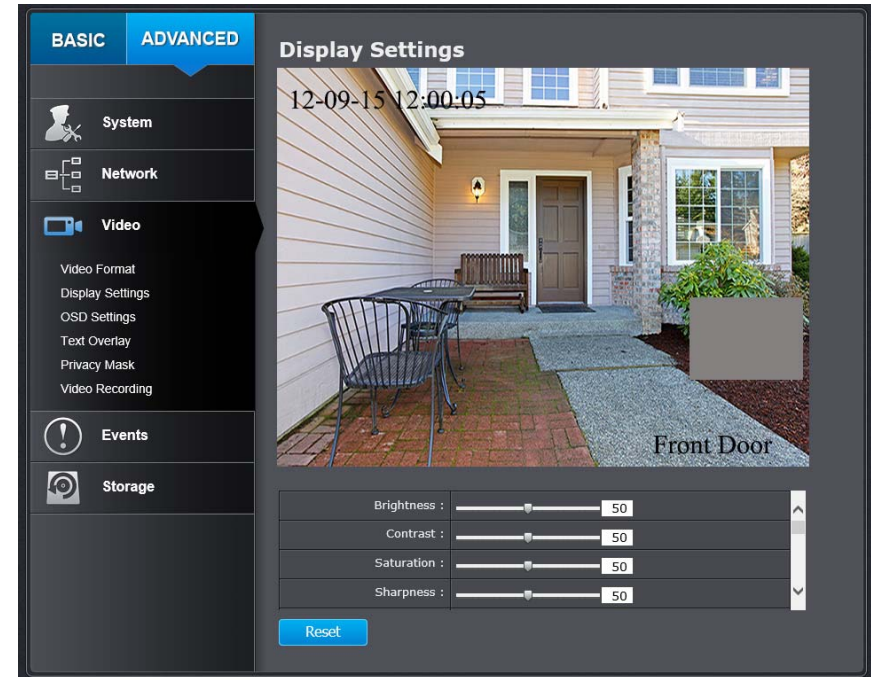 BASIC ADVANCED
Display Settings
12-09-15 12:00:05
System
Network
Video
Video Format
Display Settings
OSD Settings
Text Overlay
Privacy Mask
Video Recording
Events
Storage
Front Door
Brightness : 50
Contrast : 50
Saturation : 50
Sharpness : 50
Reset